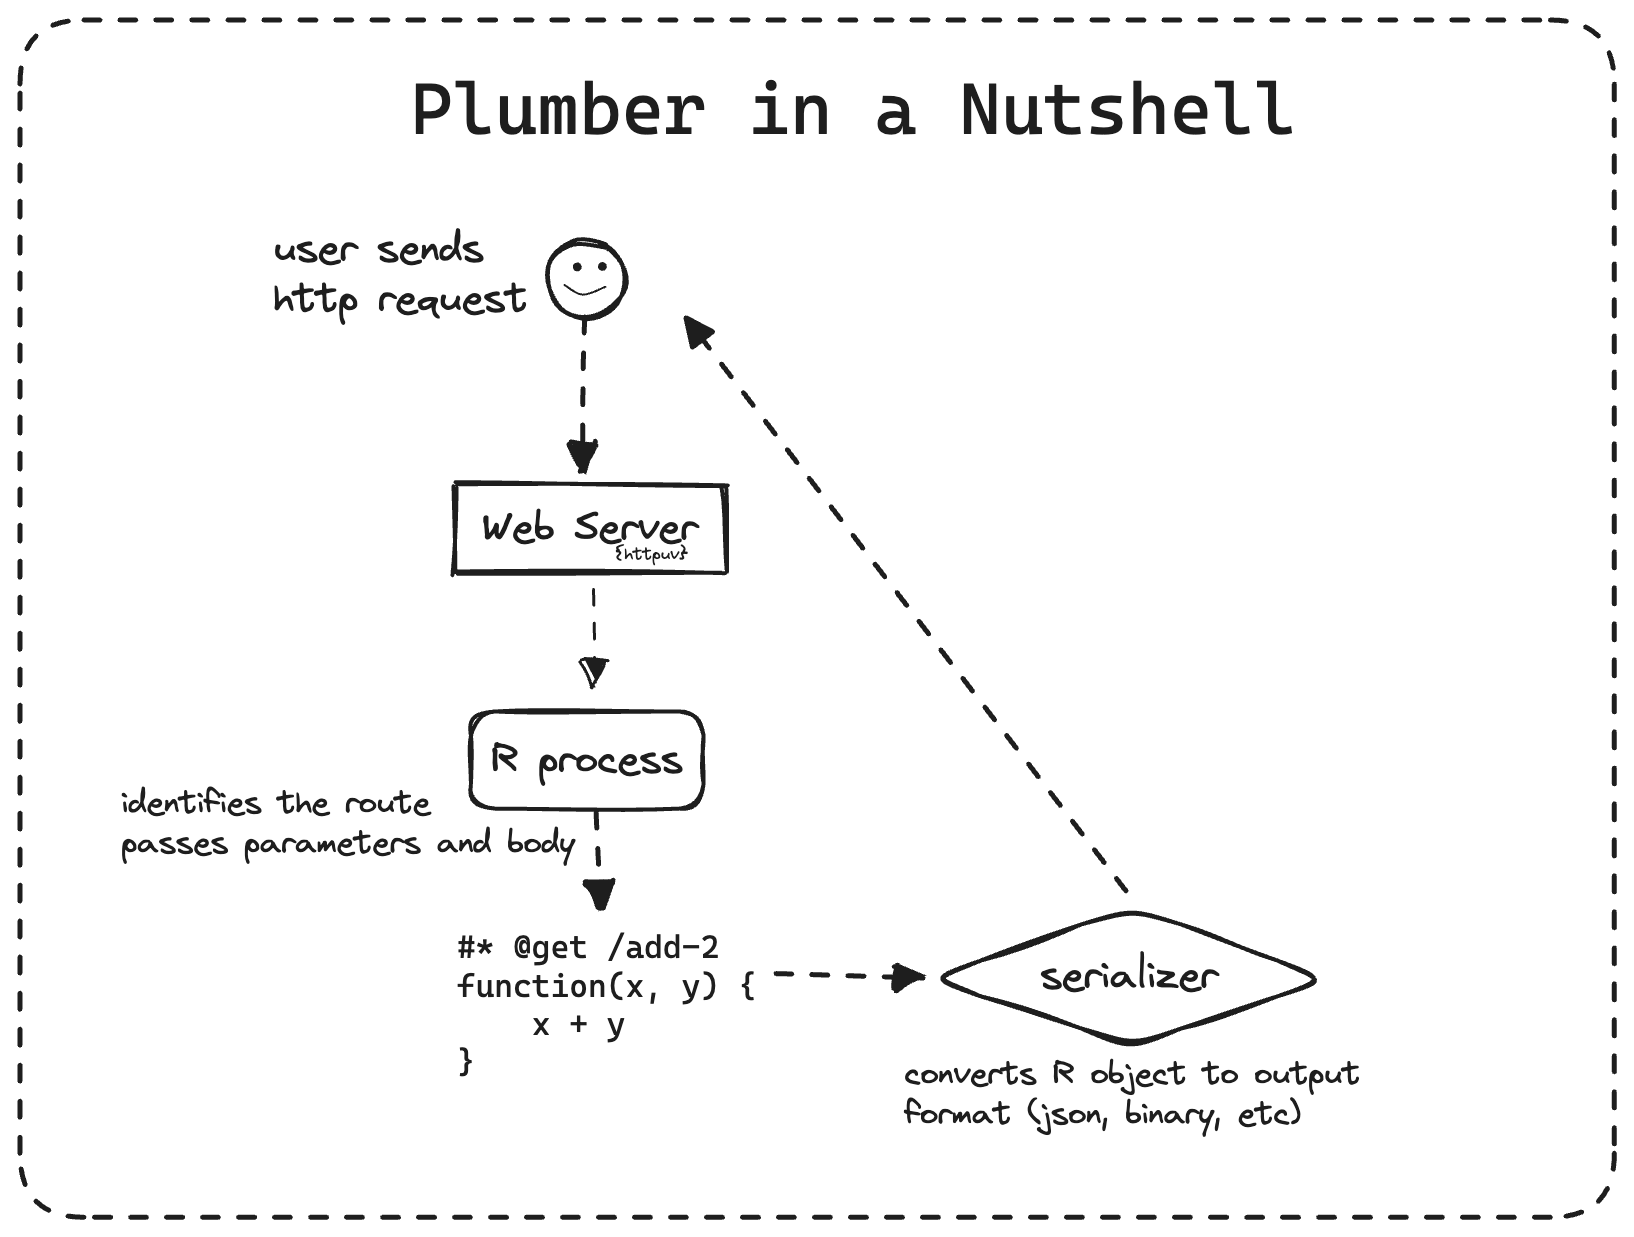 Plumber in a Nutshell
user sends
http request
Web Server
{httpuv}
R process
identifies the route
passes parameters and body
#* @get /add-2
function(x, y) {
    x + y
}
serializer
converts R object to output
format (json, binary, etc)